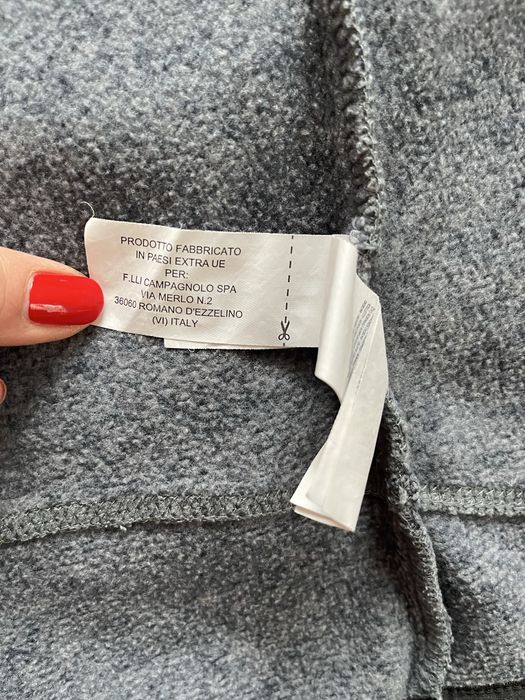 PRODOTTO FABBRICATO
IN PAESI EXTRA UE
PER:
F.LLI CAMPAGNOLO SPA
VIA MERLO N.2
36060 ROMANO D'EZZELINO
(VI) ITALY